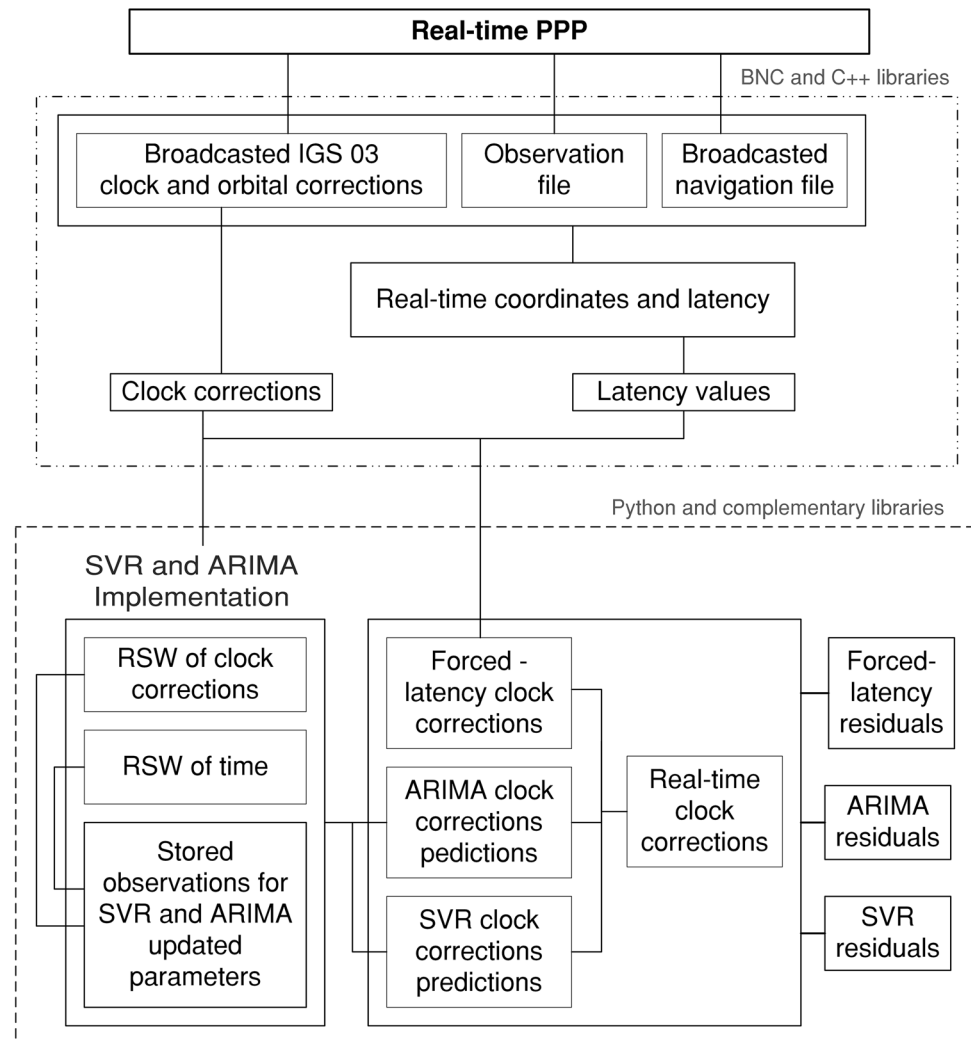 Real-time PPP
BNC and C++ libraries
Broadcasted IGS 03
clock and orbital corrections
Observation
file
Broadcasted
navigation file
Real-time coordinates and latency
Clock corrections
Latency values
Python and complementary libraries
SVR and ARIMA
Implementation
RSW of clock
corrections
RSW of time
Stored
observations for
SVR and ARIMA
updated
parameters
Forced -
latency clock
corrections
ARIMA clock
corrections
pedictions
SVR clock
corrections
predictions
Real-time
clock
corrections
Forced-
latency
residuals
ARIMA
residuals
SVR
residuals